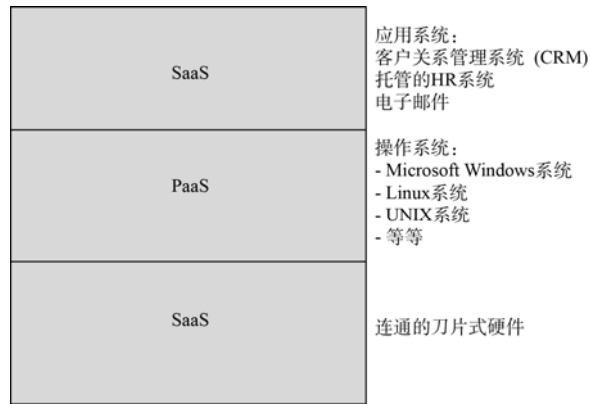 SaaS
应用系统：
客户关系管理系统 (CRM)
托管的HR系统
电子邮件
PaaS
操作系统：
- Microsoft Windows系统
- Linux系统
- UNIX系统
- 等等
SaaS
连通的刀片式硬件